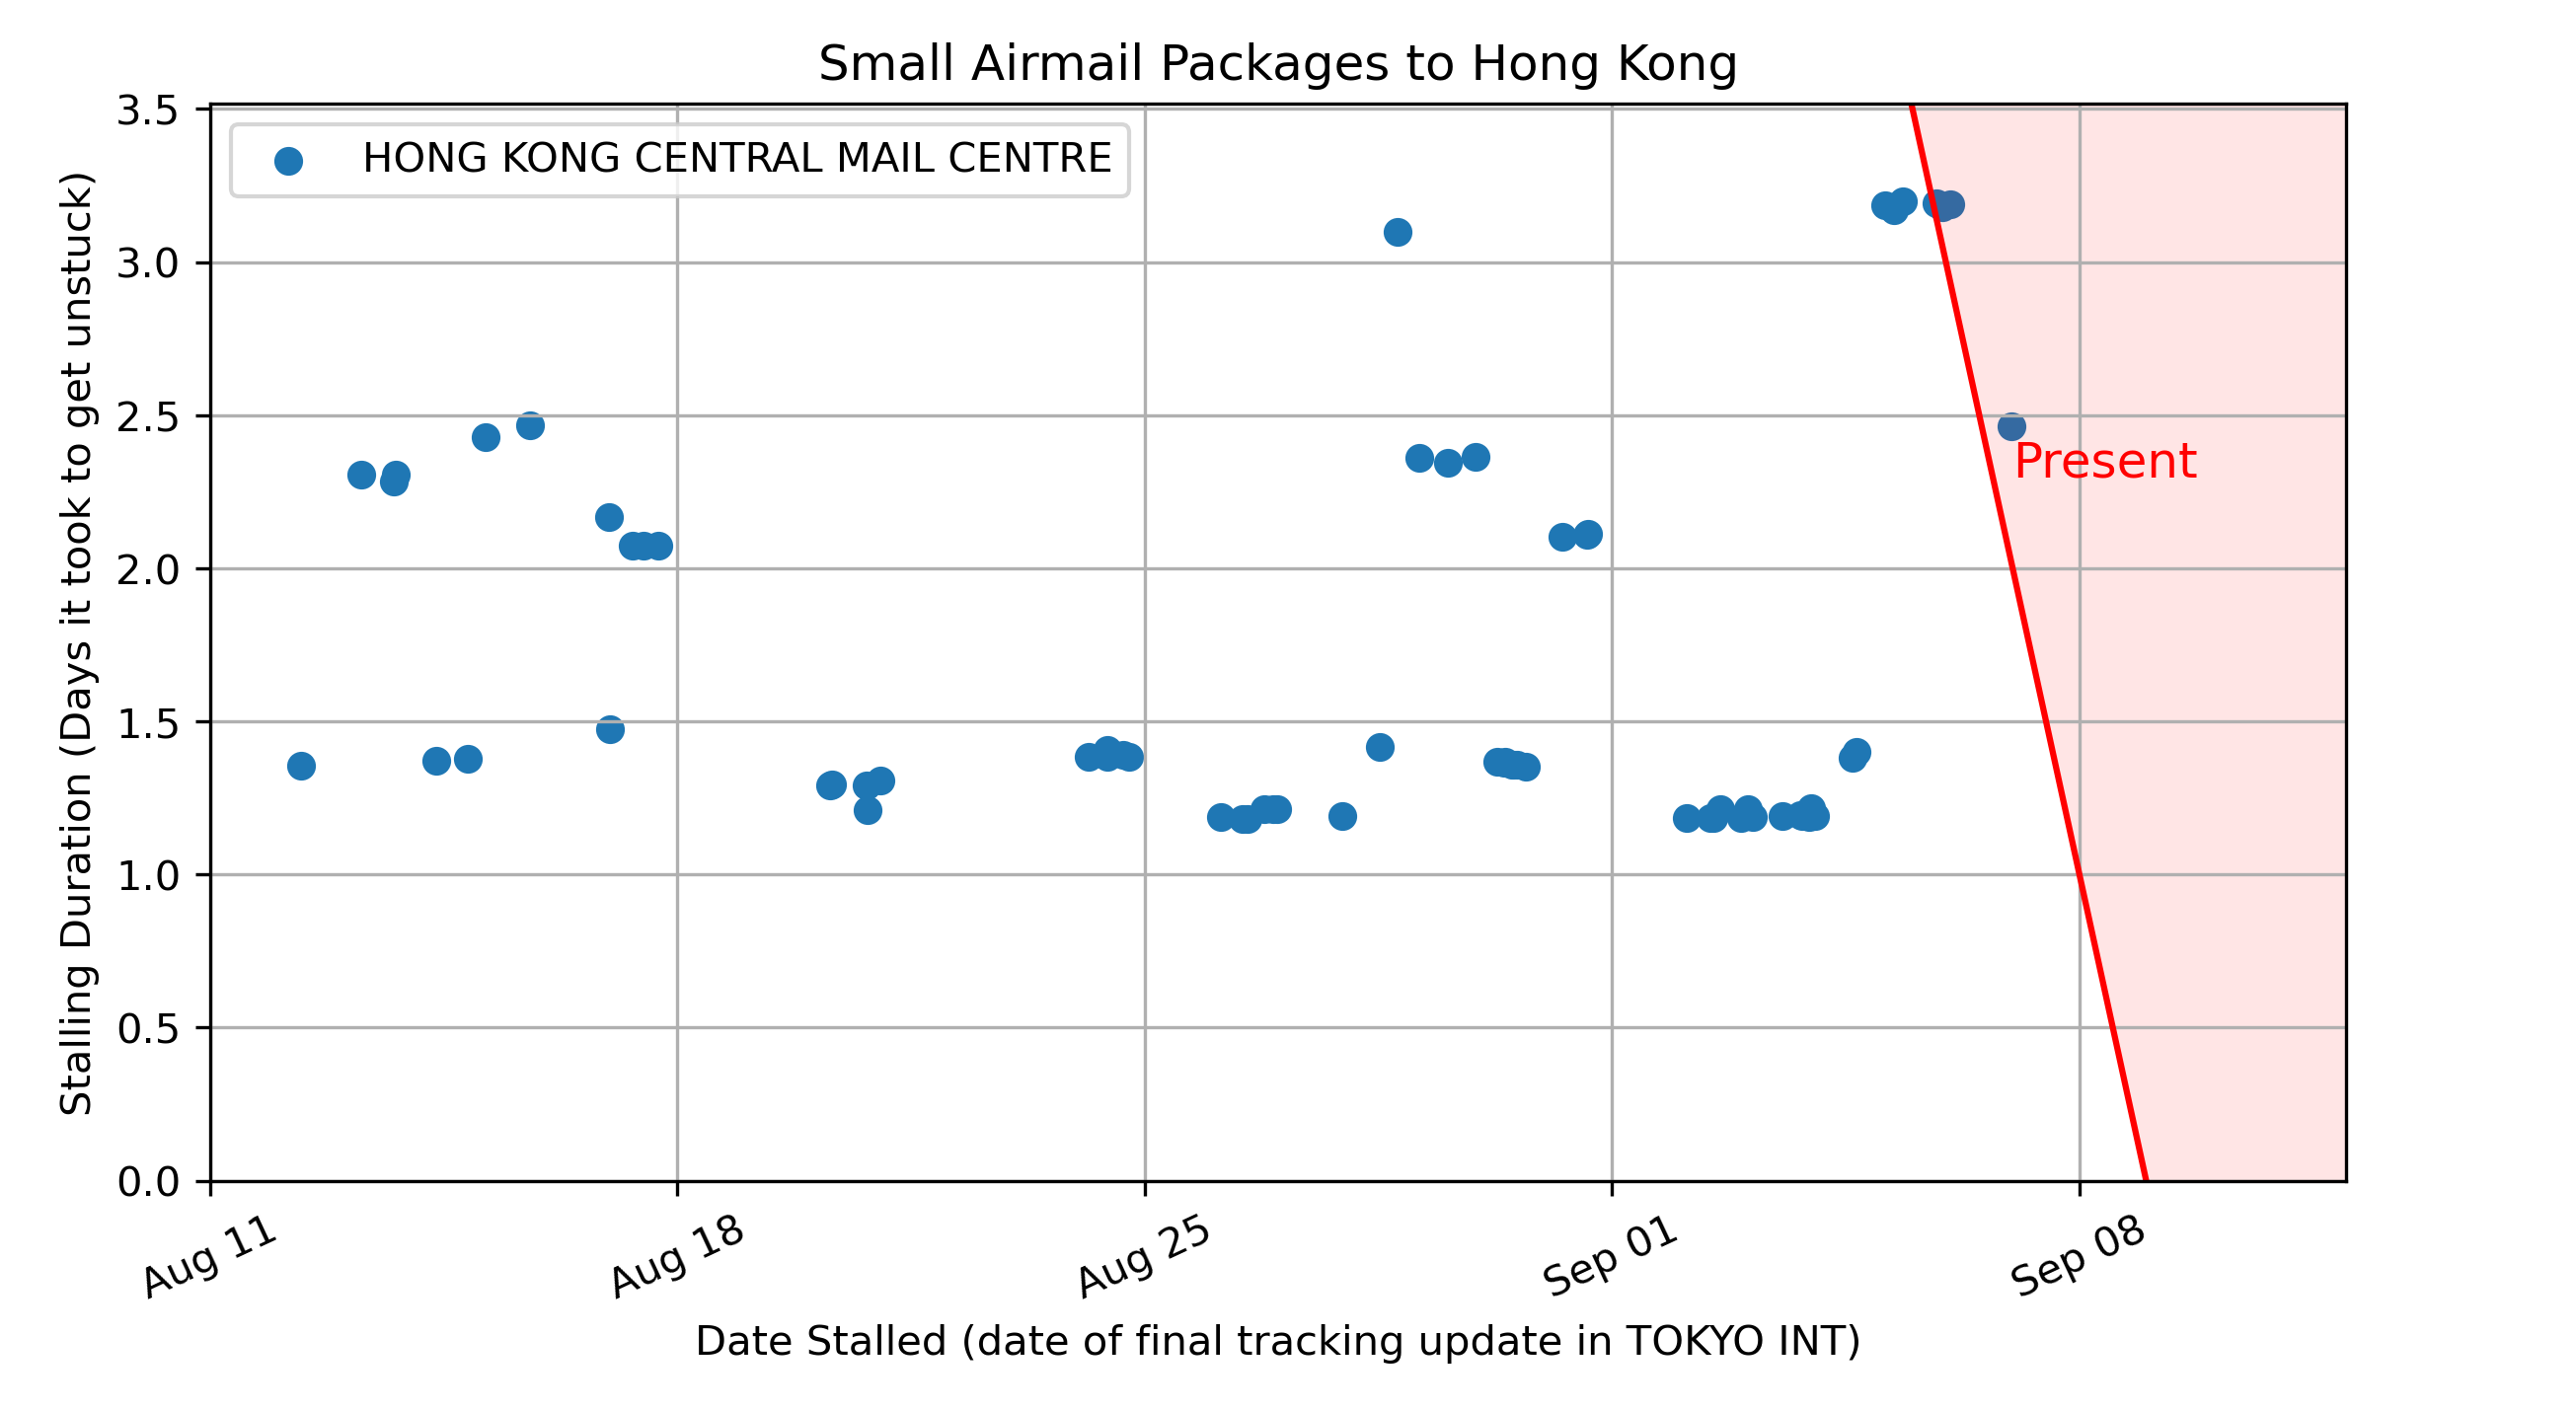 Small Airmail Packages to Hong Kong
HONG KONG CENTRAL MAIL CENTRE
Stalling Duration (Days it took to get unstuck)
3.5
3.0
2.5
2.0
1.5
1.0
0.5
0.0
Present
Aug 11
Aug 18
Aug 25
Sep 01
Sep 08
Date Stalled (date of final tracking update in TOKYO INT)